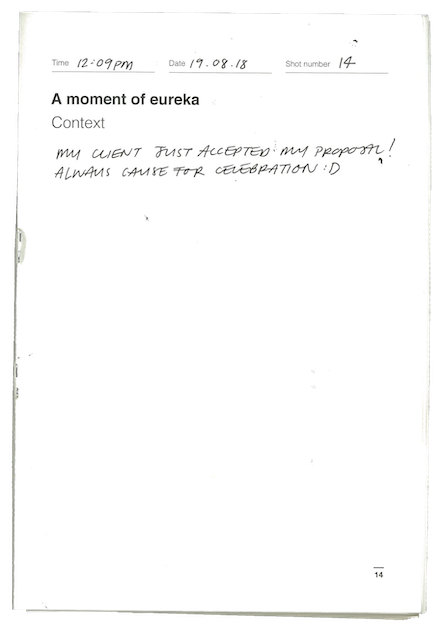 Time 12:09PM Date 19.08.18 Shot number 14
A moment of eureka
Context
MY CLIENT JUST ACCEPTED MY PROPOSAL!
ALWAYS CAUSE FOR CELEBRATION :D
14